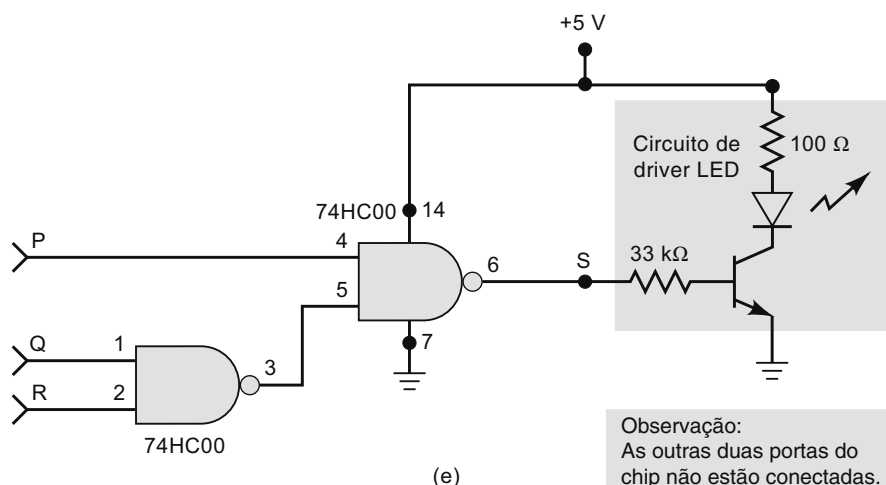 +5 V
Circuito de
driver LED
100 Ω
74HC00
14
P
4
6
S
33 kΩ
5
7
Q
1
3
R
2
74HC00
(e)
Observação:
As outras duas portas do
chip não estão conectadas.